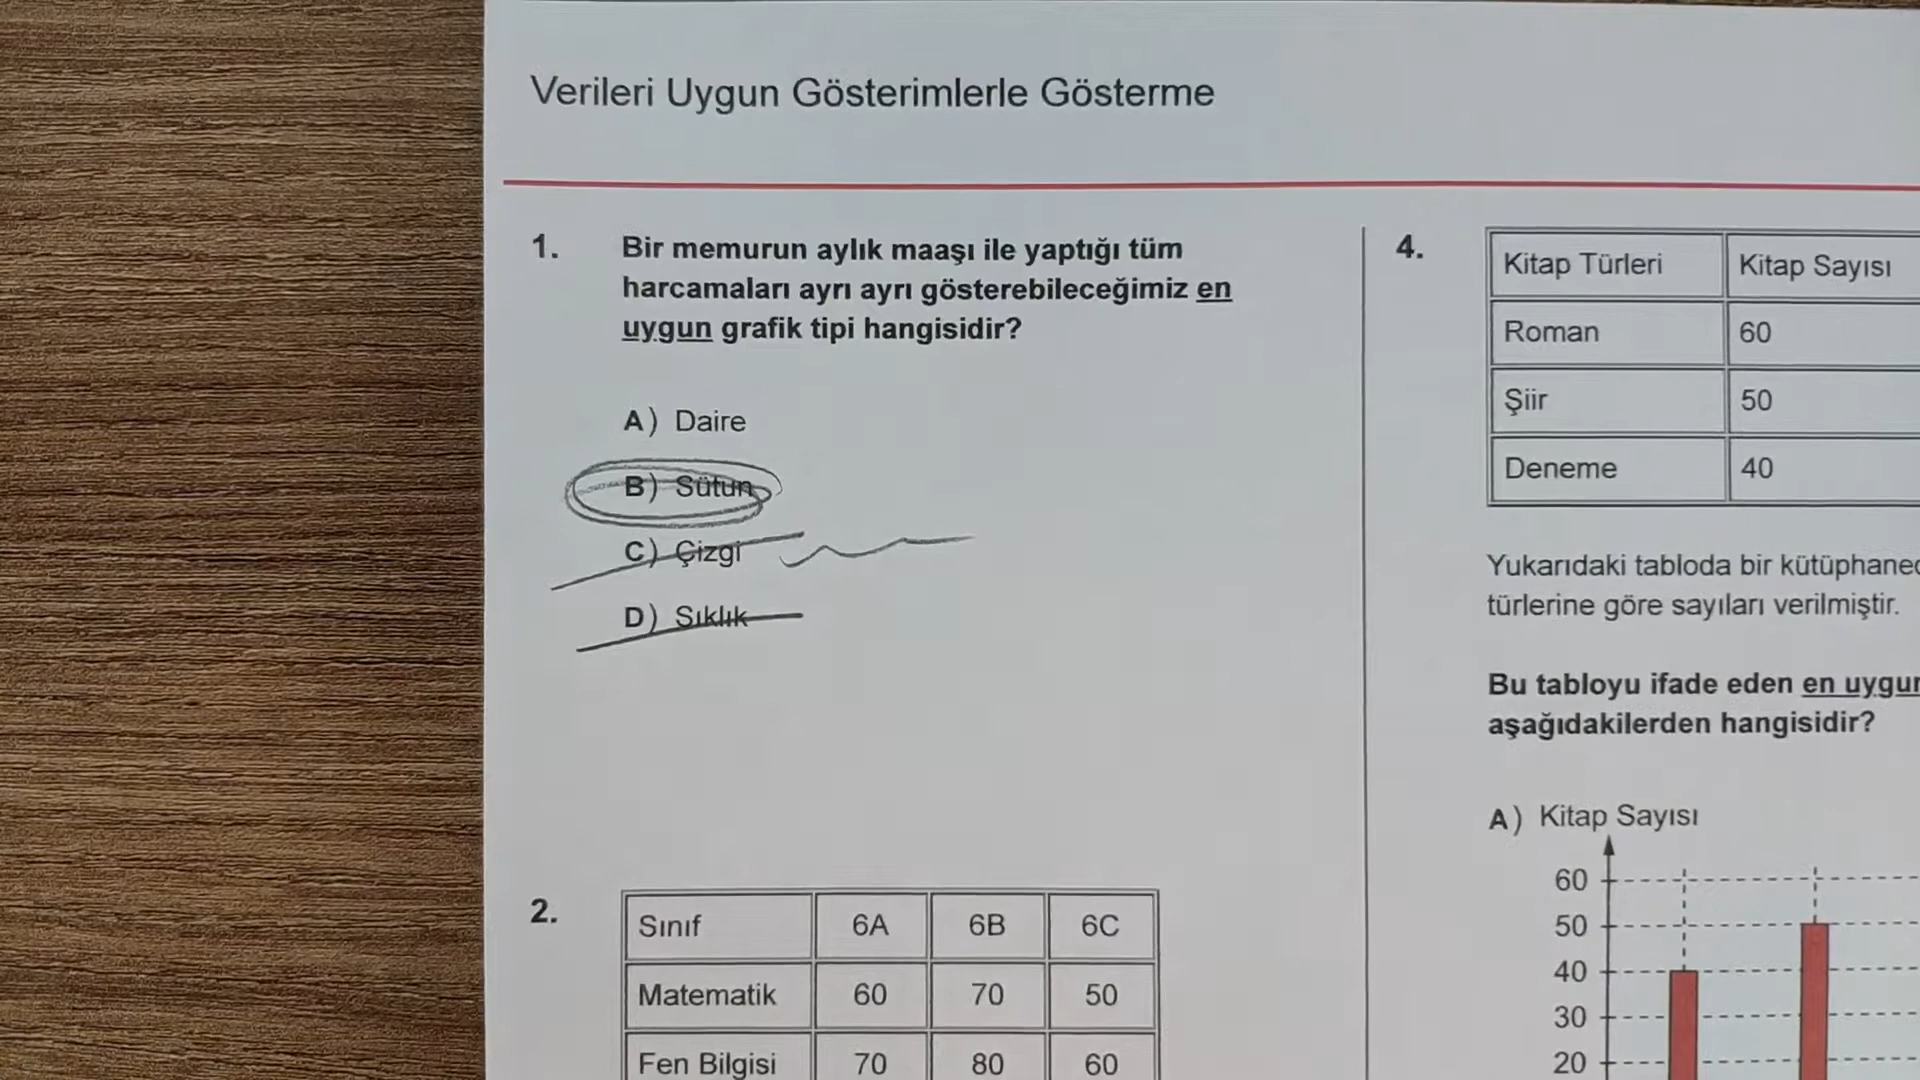 Verileri Uygun Gösterimlerle Gösterme
1. Bir memurun aylık maaşı ile yaptığı tüm
harcamaları ayrı ayrı gösterebileceğimiz en
uygun grafik tipi hangisidir?
A) Daire
B) Sütun
C) Çizgi
D) Sıklık
2.
Sınıf 6A 6B 6C
Matematik 60 70 50
Fen Bilgisi 70 80 60
4.
Kitap Türleri Kitap Sayısı
Roman 60
Şiir 50
Deneme 40
Yukarıdaki tabloda bir
türlerine göre sayıları verilmiştir.
Bu tabloyu ifade eden en
aşağıdakilerden hangisidir?
A) Kitap Sayısı
60
50
40
30
20